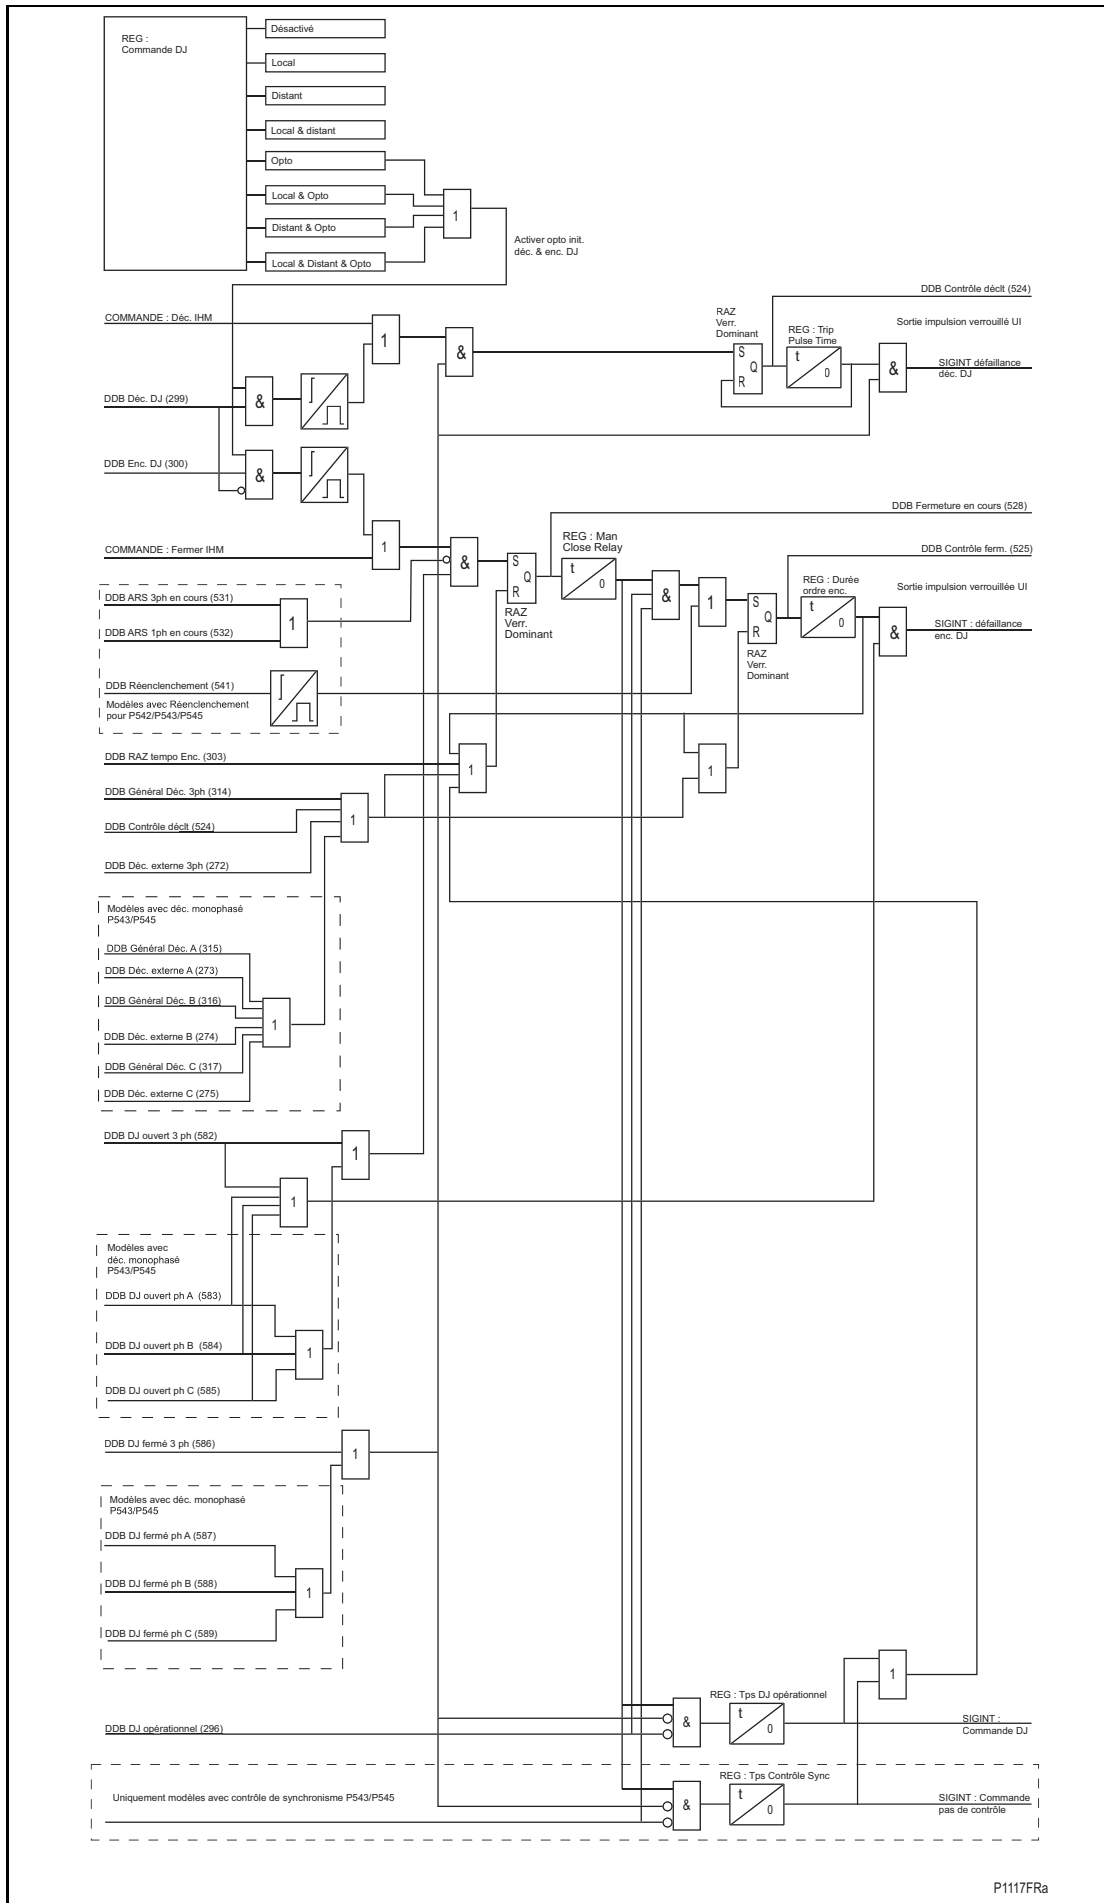 REG :
Commande DJ
Désactivé
Local
Distant
Local & distant
Opto
Local & Opto
Distant & Opto
Local & Distant & Opto
1
Activer opto init.
déc. & enc. DJ
DDB Contrôle déclt (524)
COMMANDE : Déc. IHM
1
&
RAZ
Verr.
Dominant
S
Q
R
REG : Trip
Pulse Time
t
0
Sortie impulsion verrouillé UI
&
SIGINT défaillance
déc. DJ
DDB Déc. DJ (299)
&
DDB Enc. DJ (300)
&
DDB Fermeture en cours (528)
COMMANDE : Fermer IHM
1
&
S
Q
R
RAZ
Verr.
Dominant
REG : Man
Close Relay
t
0
&
1
DDB Contrôle ferm. (525)
S
Q
R
RAZ
Verr.
Dominant
REG : Durée
ordre enc.
t
0
Sortie impulsion verrouillée UI
&
SIGINT : défaillance
enc. DJ
DDB ARS 3ph en cours (531)
1
DDB ARS 1ph en cours (532)
DDB Réenclenchement (541)
Modèles avec Réenclenchement
pour P542/P543/P545
DDB RAZ tempo Enc. (303)
1
1
DDB Général Déc. 3ph (314)
DDB Contrôle déclt (524)
1
DDB Déc. externe 3ph (272)
Modèles avec déc. monophasé
P543/P545
DDB Général Déc. A (315)
DDB Déc. externe A (273)
DDB Général Déc. B (316)
1
DDB Déc. externe B (274)
DDB Général Déc. C (317)
DDB Déc. externe C (275)
DDB DJ ouvert 3 ph (582)
1
1
Modèles avec
déc. monophasé
P543/P545
DDB DJ ouvert ph A (583)
DDB DJ ouvert ph B (584)
1
DDB DJ ouvert ph C (585)
DDB DJ fermé 3 ph (586)
1
Modèles avec déc. monophasé
P543/P545
DDB DJ fermé ph A (587)
DDB DJ fermé ph B (588)
1
DDB DJ fermé ph C (589)
1
DDB DJ opérationnel (296)
&
REG : Tps DJ opérationnel
t
0
SIGINT :
Commande DJ
Uniquement modèles avec contrôle de synchronisme P543/P545
&
REG : Tps Contrôle Sync
t
0
SIGINT : Commande
pas de contrôle
P1117FRa